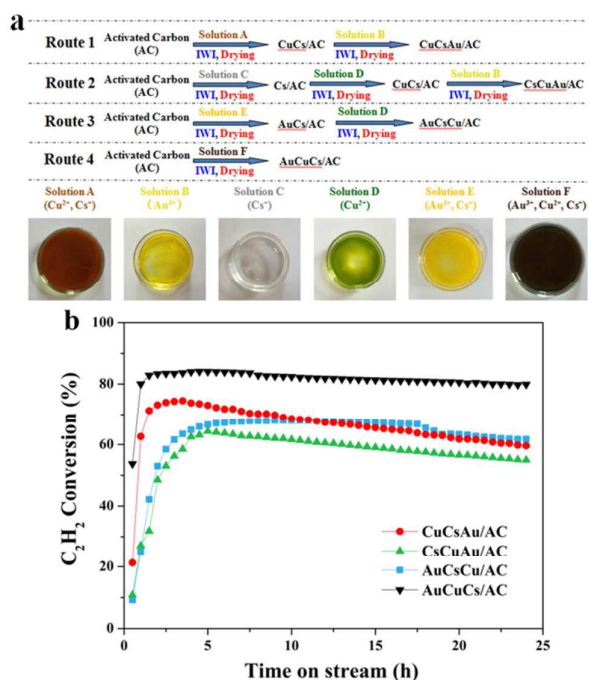 a
Solution A Solution B
Route 1 Activated Carbon (AC) IWI, Drying CuCs/AC IWI, Drying CuCsAu/AC
Solution C Solution D Solution B
Route 2 Activated Carbon (AC) IWI, Drying Cs/AC IWI, Drying CuCs/AC IWI, Drying CsCuAu/AC
Solution E Solution D
Route 3 Activated Carbon (AC) IWI, Drying AuCs/AC IWI, Drying AuCsCu/AC
Solution F
Route 4 Activated Carbon (AC) IWI, Drying AuCuCs/AC
Solution A Solution B Solution C Solution D Solution E Solution F
(Cu²⁺, Cs⁺) (Au³⁺) (Cs⁺) (Cu²⁺) (Au³⁺, Cs⁺) (Au³⁺, Cu²⁺, Cs⁺)
b
100
80
60
40
20
0
C₂H₂ Conversion (%)
CuCsAu/AC
CsCuAu/AC
AuCsCu/AC
AuCuCs/AC
0 5 10 15 20 25
Time on stream (h)